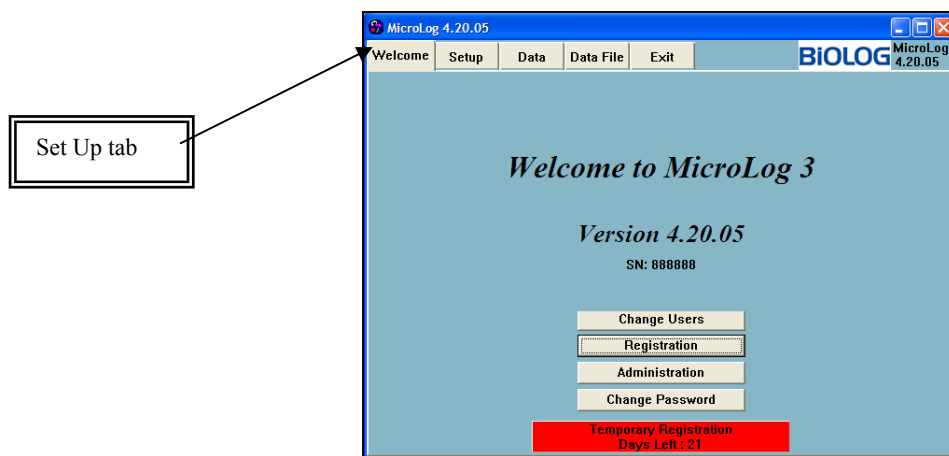 MicroLog 4.20.05
Welcome Setup Data Data File Exit BiOLOG MicroLog
4.20.05
Set Up tab
Welcome to MicroLog 3
Version 4.20.05
SN: 888888
Change Users
Registration
Administration
Change Password
Temporary Registration
Days Left : 21